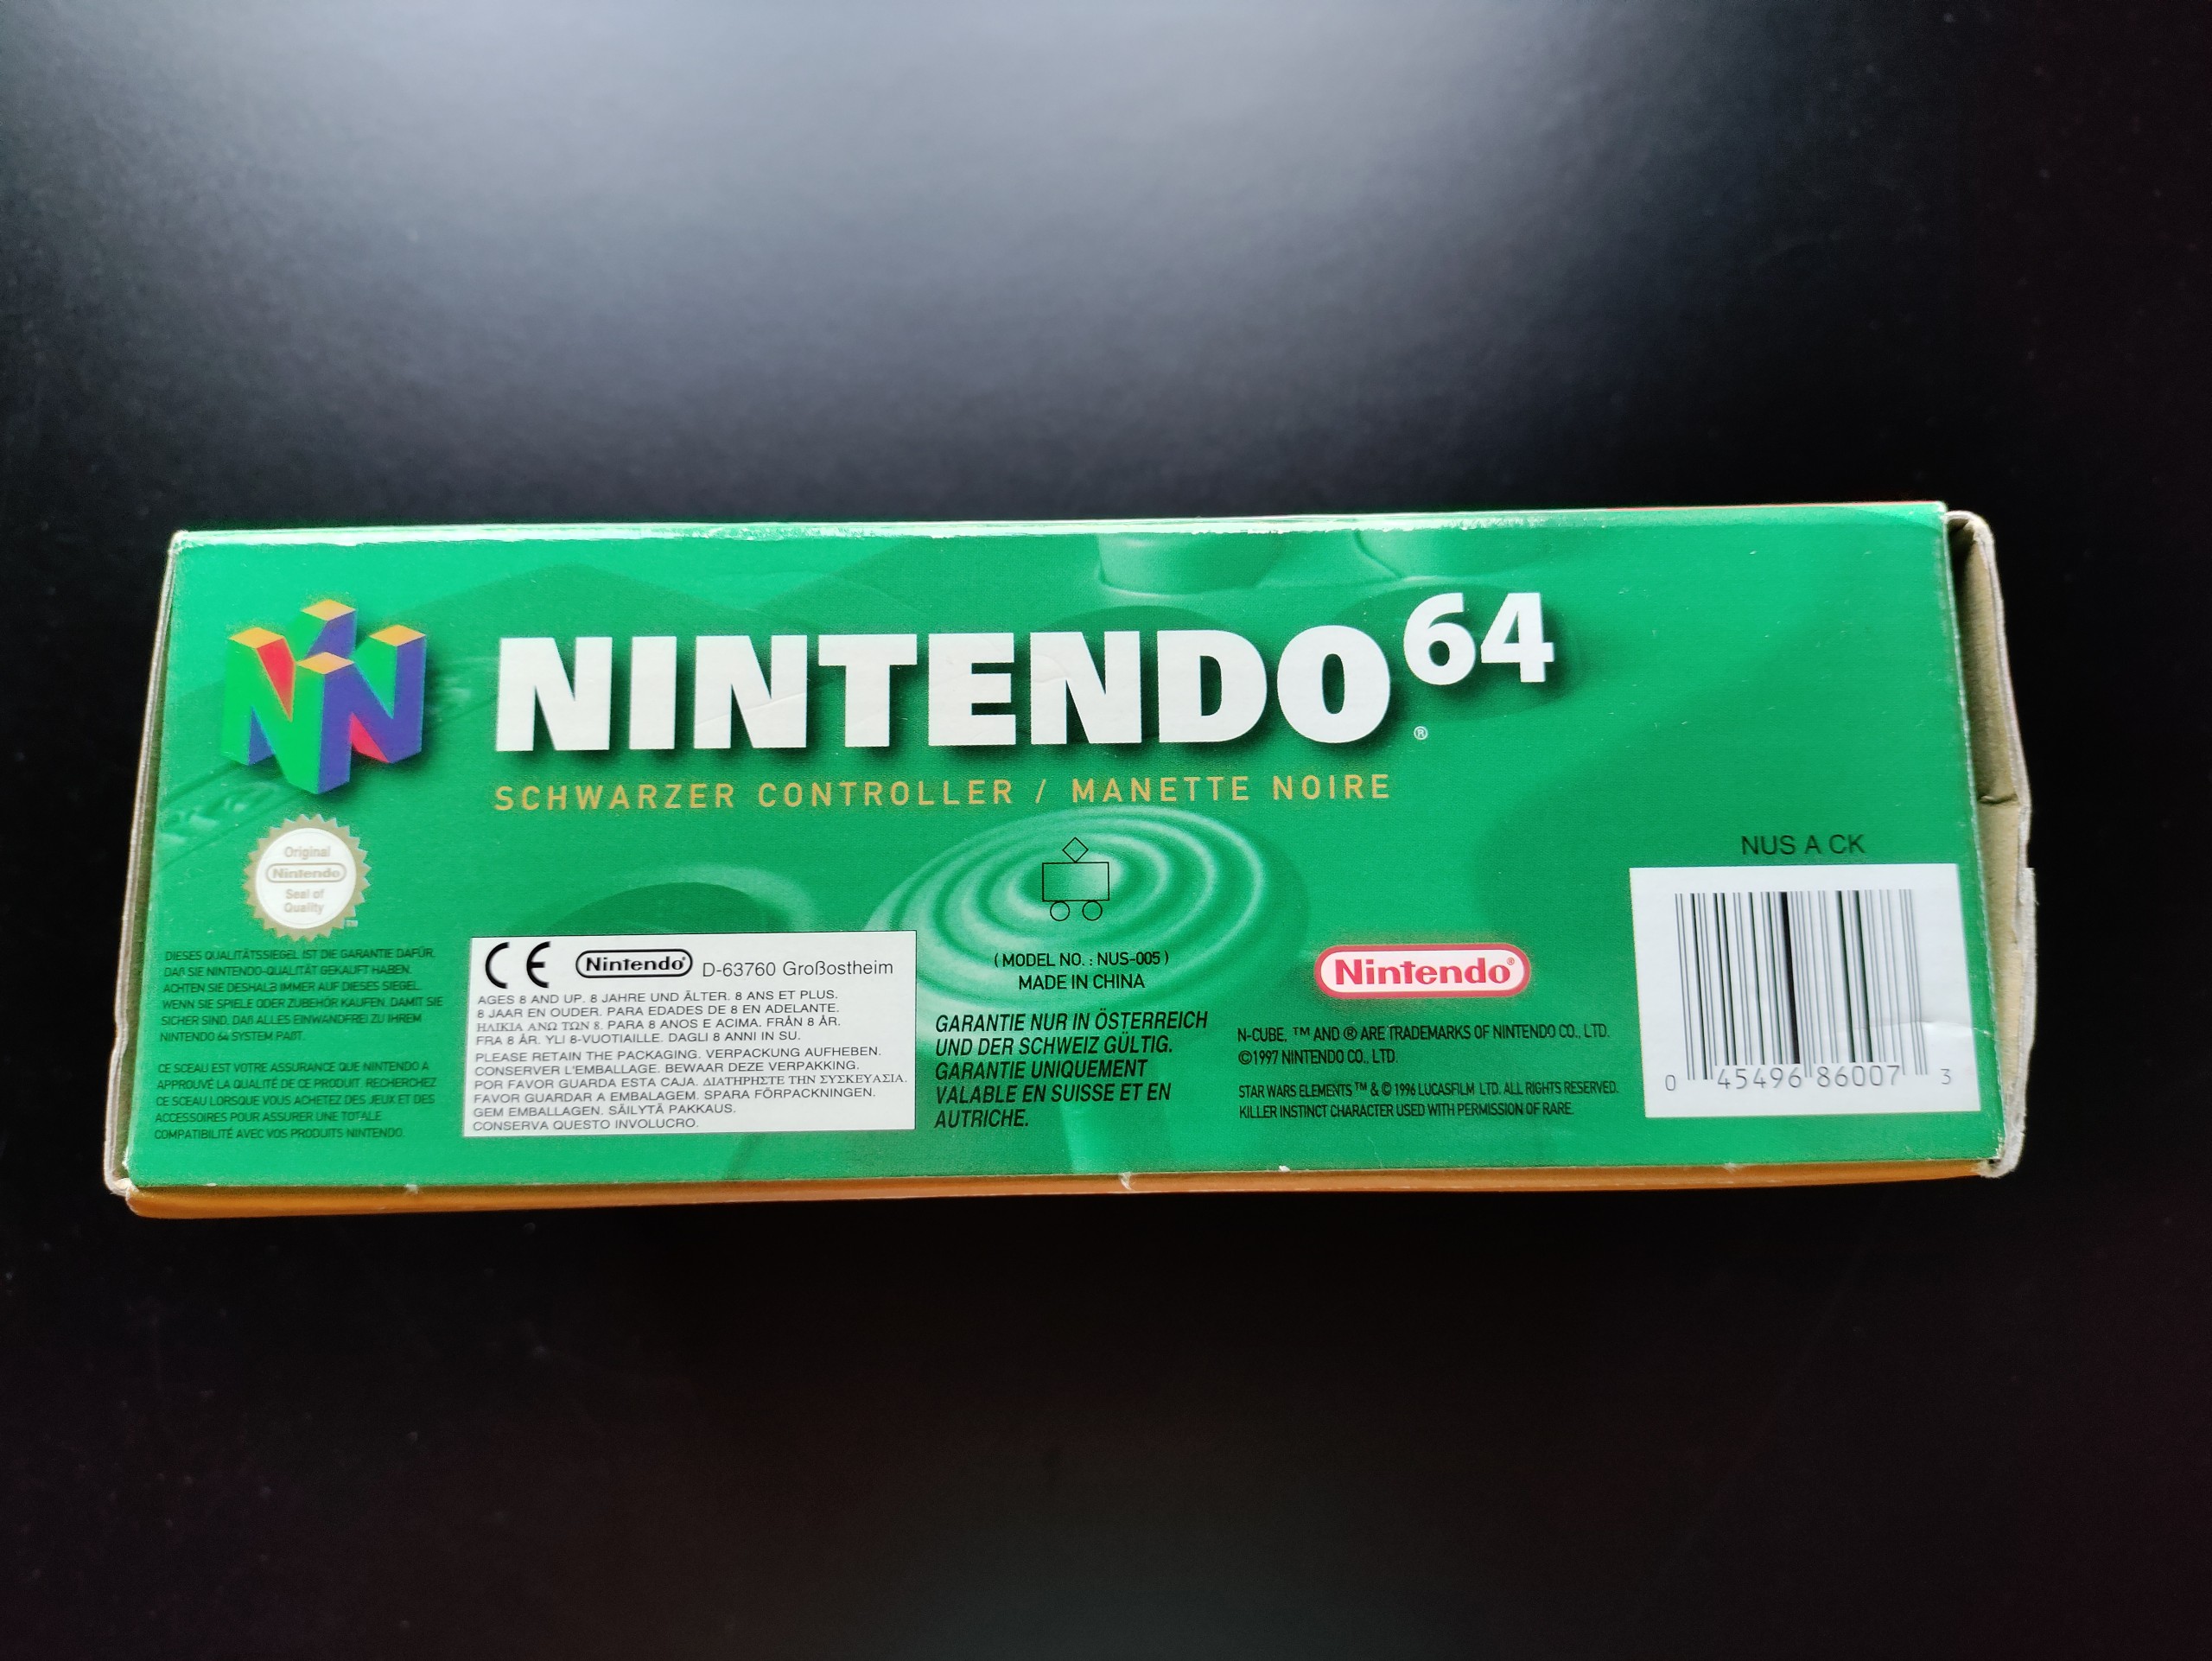 NINTENDO 64 ®
SCHWARZER CONTROLLER / MANETTE NOIRE
Original
Nintendo
Seal of
Quality
DIESES QUALITÄTSSIEGEL IST DIE GARANTIE DAFÜR,
DAß SIE NINTENDO-QUALITÄT GEKAUFT HABEN.
ACHTEN SIE DESHALB IMMER AUF DIESES SIEGEL,
WENN SIE SPIELE ODER ZUBEHÖR KAUFEN, DAMIT SIE
SICHER SIND, DAß ALLES EINWANDFREI ZU IHREM
NINTENDO 64 SYSTEM PAßT.
CE SCEAU EST VOTRE ASSURANCE QUE NINTENDO A
APPROUVÉ LA QUALITÉ DE CE PRODUIT. RECHERCHEZ
CE SCEAU LORSQUE VOUS ACHETEZ DES JEUX ET DES
ACCESSOIRES POUR ASSURER UNE TOTALE
COMPATIBILITÉ AVEC VOS PRODUITS NINTENDO.
CE Nintendo® D-63760 Großostheim
AGES 8 AND UP. 8 JAHRE UND ÄLTER. 8 ANS ET PLUS.
8 JAAR EN OUDER. PARA EDADES DE 8 EN ADELANTE.
ΗΛΙΚΙΑ ΑΝΩ ΤΩΝ 8. PARA 8 ANOS E ACIMA. FRÅN 8 ÅR.
FRA 8 ÅR. YLI 8-VUOTIAILLE. DAGLI 8 ANNI IN SU.
PLEASE RETAIN THE PACKAGING. VERPACKUNG AUFHEBEN.
CONSERVER L'EMBALLAGE. BEWAAR DEZE VERPAKKING.
POR FAVOR GUARDA ESTA CAJA. ΔΙΑΤΗΡΗΣΤΕ ΤΗΝ ΣΥΣΚΕΥΑΣΙΑ.
FAVOR GUARDAR A EMBALAGEM. SPARA FÖRPACKNINGEN.
GEM EMBALLAGEN. SÄILYTÄ PAKKAUS.
CONSERVA QUESTO INVOLUCRO.
( MODEL NO. : NUS-005 )
MADE IN CHINA
GARANTIE NUR IN ÖSTERREICH
UND DER SCHWEIZ GÜLTIG.
GARANTIE UNIQUEMENT
VALABLE EN SUISSE ET EN
AUTRICHE.
Nintendo®
N-CUBE, ™ AND ® ARE TRADEMARKS OF NINTENDO CO., LTD.
©1997 NINTENDO CO., LTD.
STAR WARS ELEMENTS ™ & © 1996 LUCASFILM LTD. ALL RIGHTS RESERVED.
KILLER INSTINCT CHARACTER USED WITH PERMISSION OF RARE.
NUS A CK
0 45496 86007 3